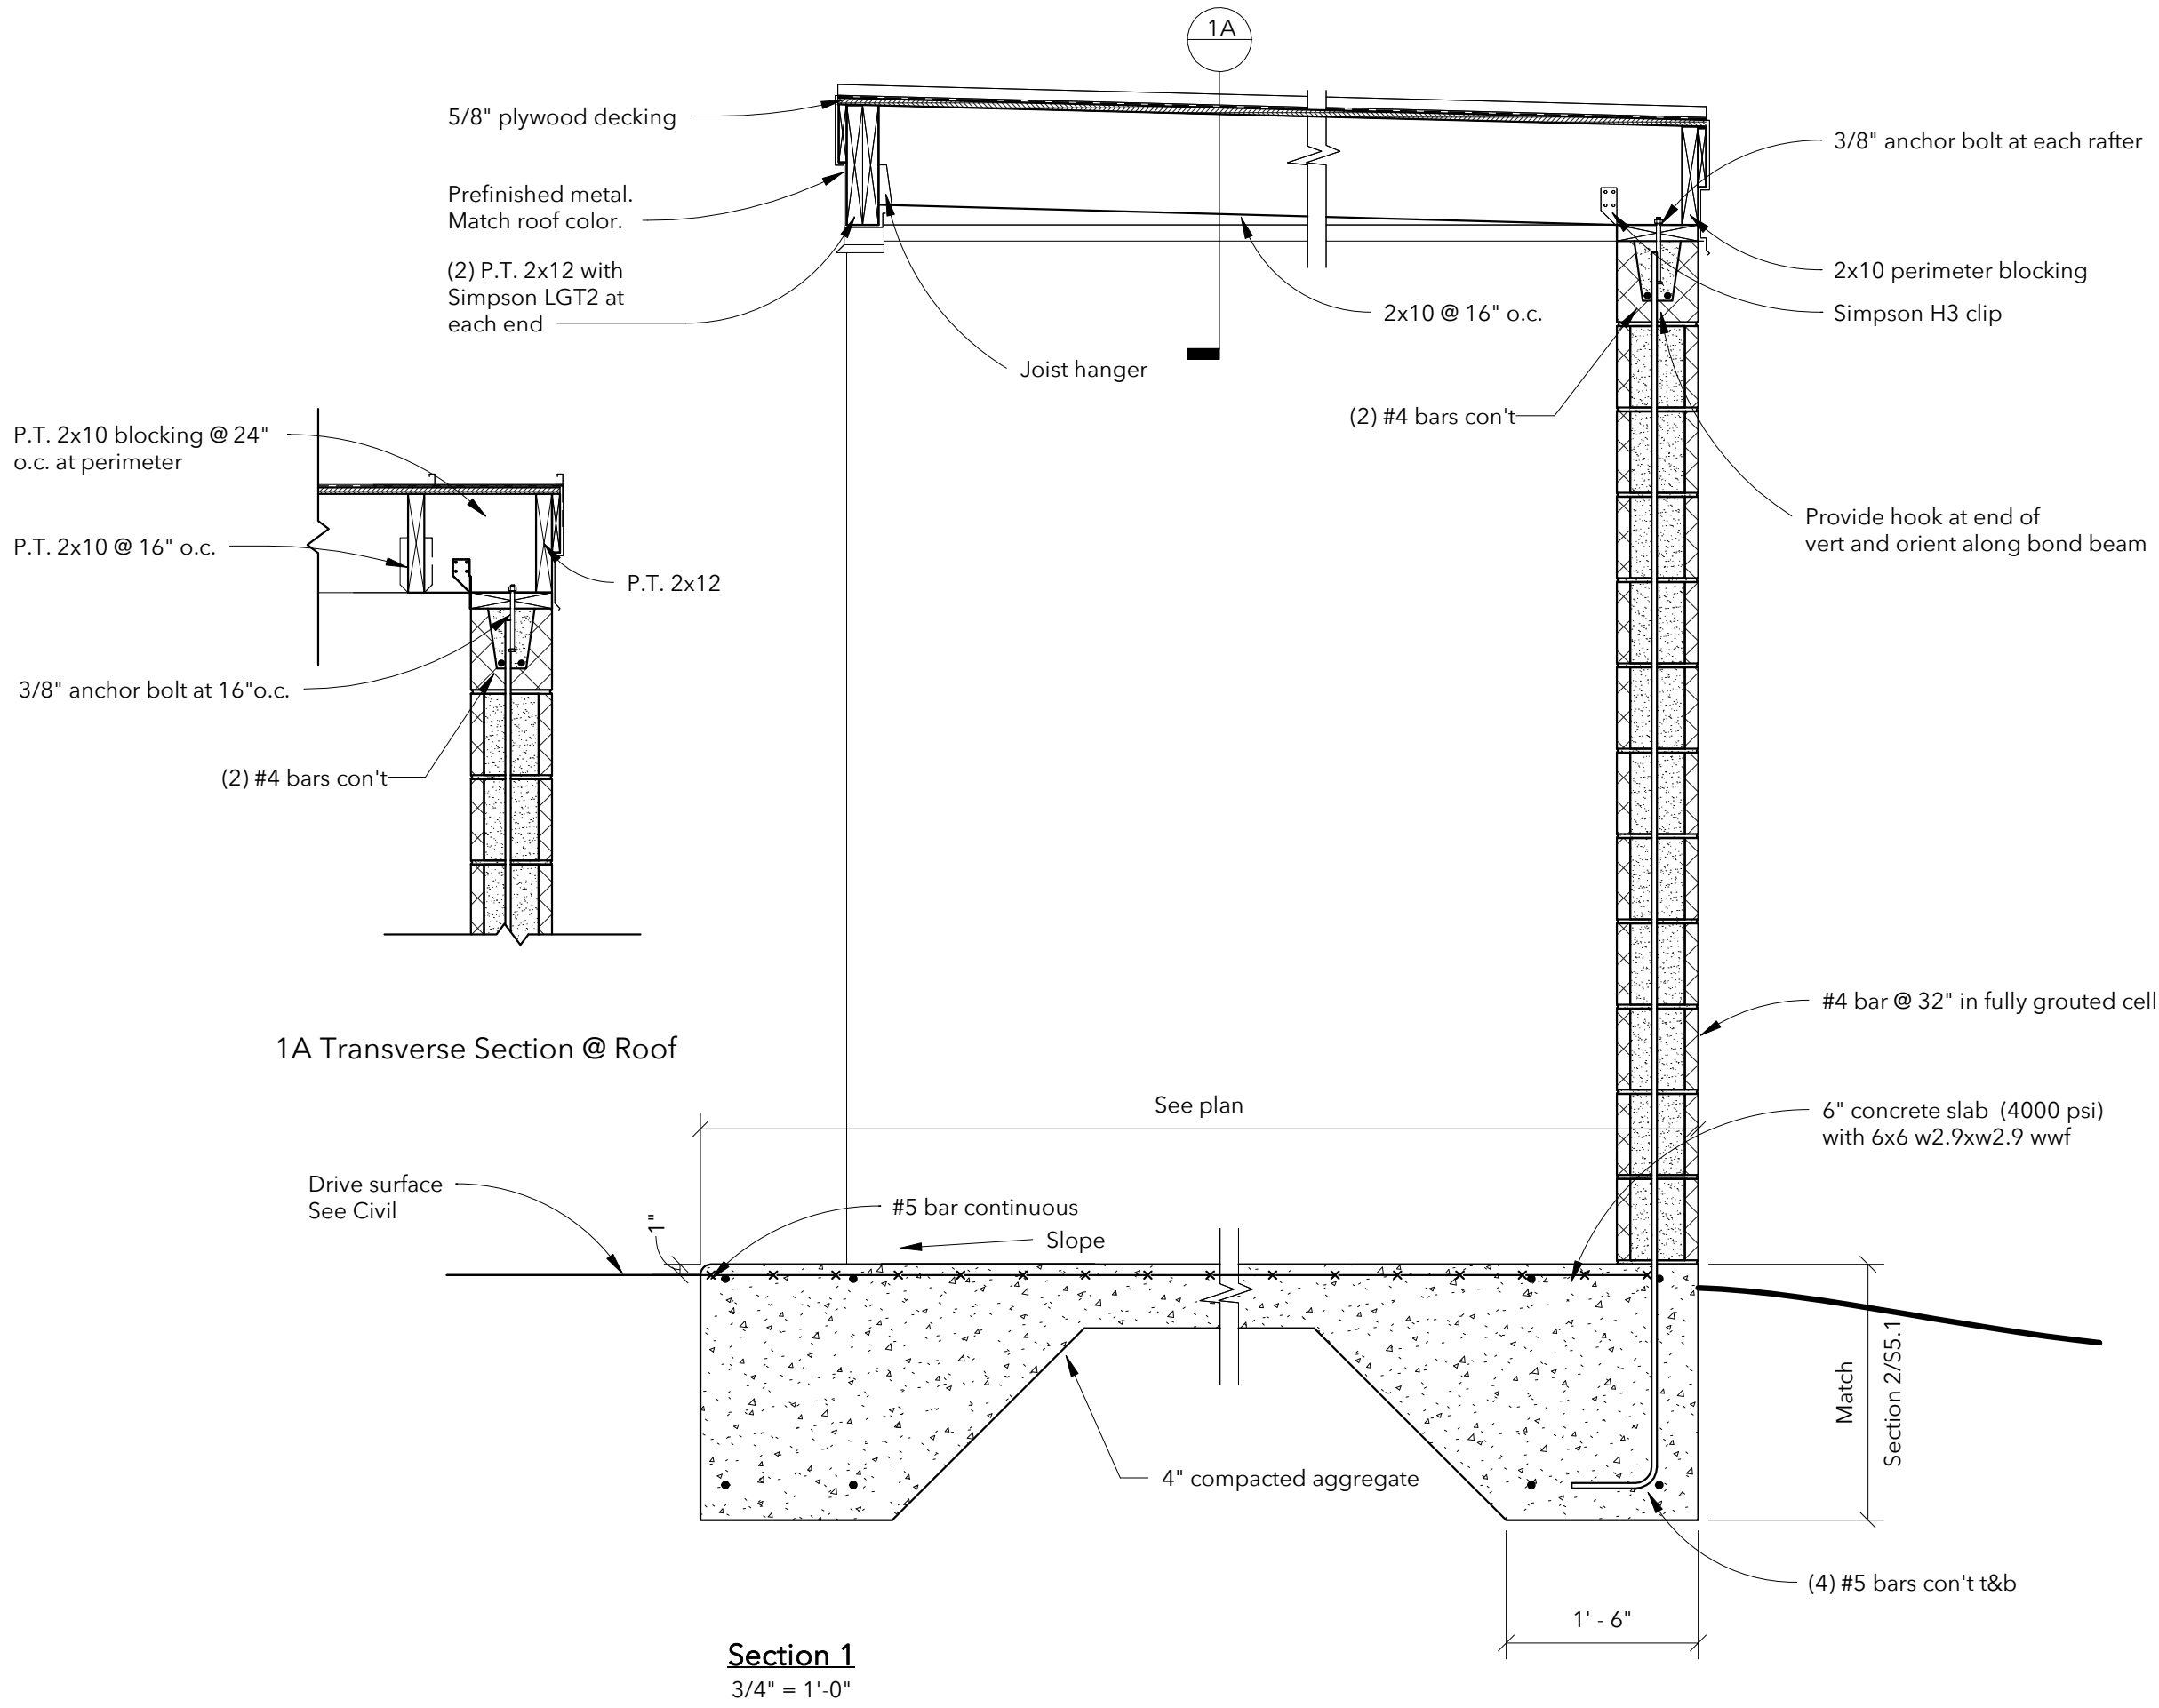 1A
5/8" plywood decking
Prefinished metal.
Match roof color.
(2) P.T. 2x12 with
Simpson LGT2 at
each end
Joist hanger
3/8" anchor bolt at each rafter
2x10 perimeter blocking
Simpson H3 clip
2x10 @ 16" o.c.
(2) #4 bars con't
Provide hook at end of
vert and orient along bond beam
P.T. 2x10 blocking @ 24"
o.c. at perimeter
P.T. 2x10 @ 16" o.c.
P.T. 2x12
3/8" anchor bolt at 16"o.c.
(2) #4 bars con't
1A Transverse Section @ Roof
#4 bar @ 32" in fully grouted cell
See plan
6" concrete slab (4000 psi)
with 6x6 w2.9xw2.9 wwf
Drive surface
See Civil
1"
#5 bar continuous
Slope
Match
Section 2/S5.1
4" compacted aggregate
(4) #5 bars con't t&b
1' - 6"
Section 1
3/4" = 1'-0"